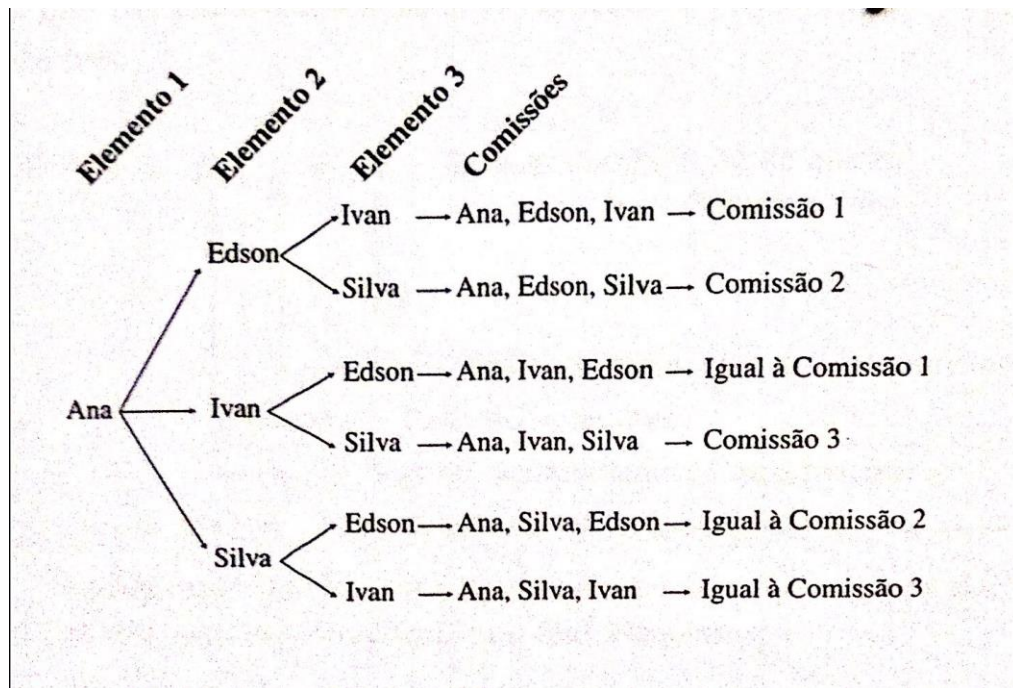 Elemento 1 Elemento 2 Elemento 3 Comissões
Ivan → Ana, Edson, Ivan → Comissão 1
Edson
Silva → Ana, Edson, Silva → Comissão 2
Edson → Ana, Ivan, Edson → Igual à Comissão 1
Ana → Ivan
Silva → Ana, Ivan, Silva → Comissão 3
Edson → Ana, Silva, Edson → Igual à Comissão 2
Silva
Ivan → Ana, Silva, Ivan → Igual à Comissão 3